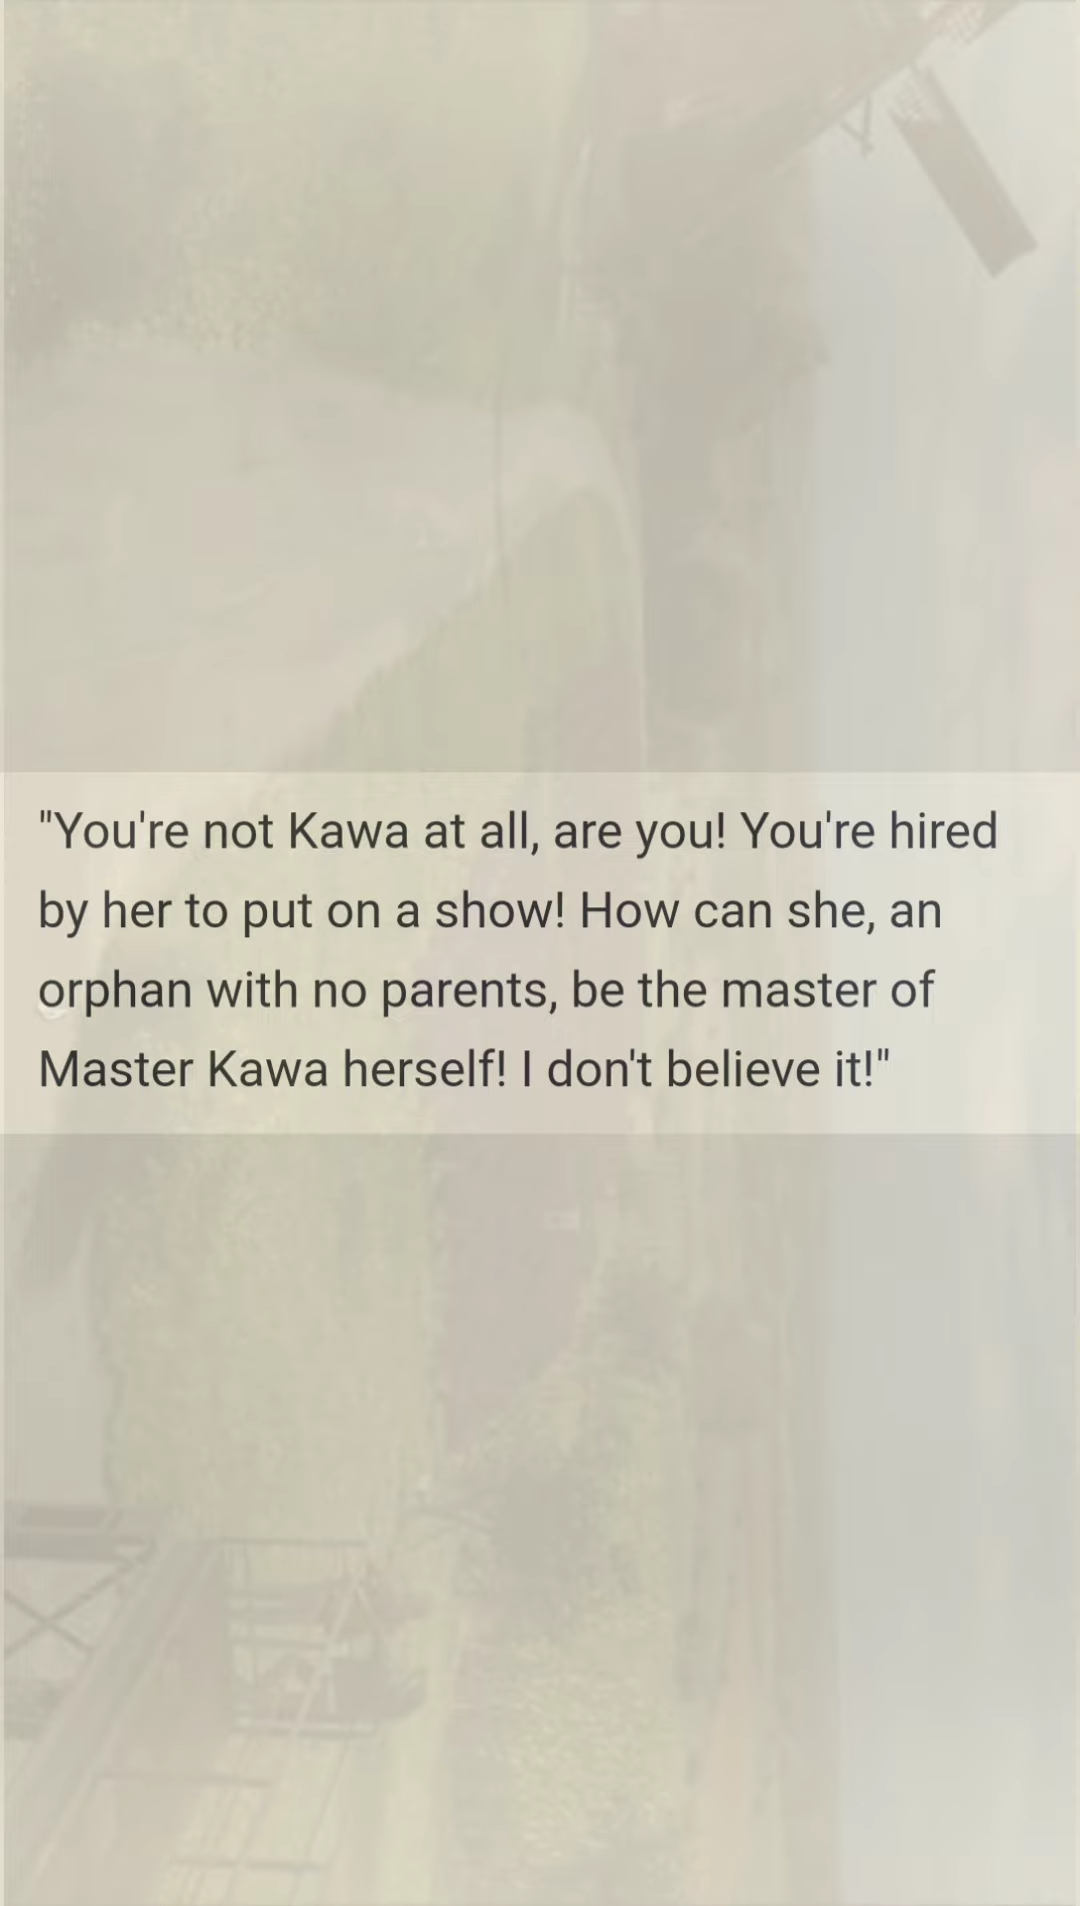 "You're not Kawa at all, are you! You're hired
by her to put on a show! How can she, an
orphan with no parents, be the master of
Master Kawa herself! I don't believe it!"